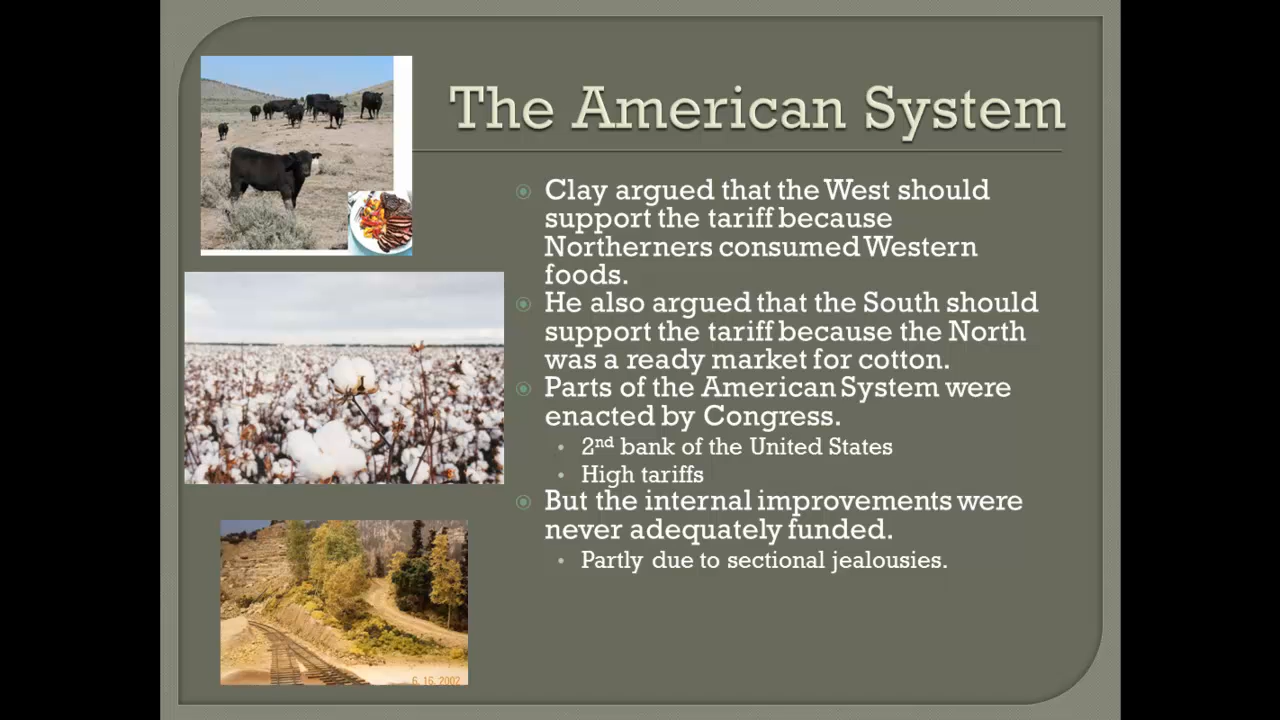 The American System
Clay argued that the West should
support the tariff because
Northerners consumed Western
foods.
He also argued that the South should
support the tariff because the North
was a ready market for cotton.
Parts of the American System were
enacted by Congress.
2nd bank of the United States
High tariffs
But the internal improvements were
never adequately funded.
Partly due to sectional jealousies.
6. 16. 2002